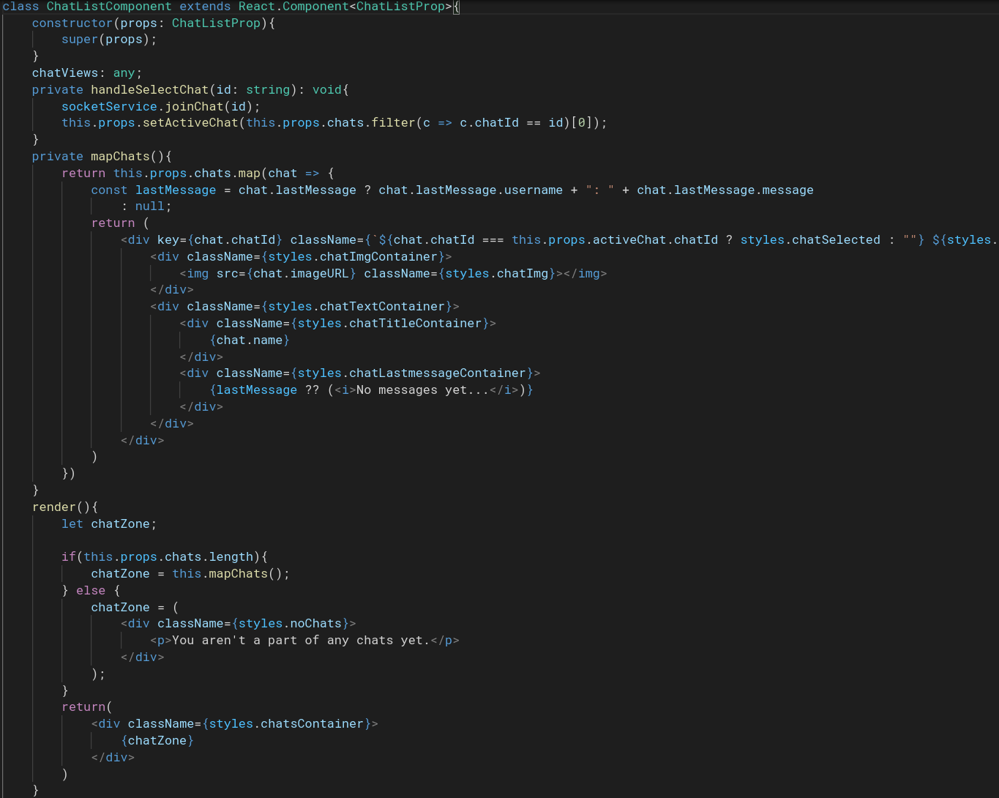 class ChatListComponent extends React.Component<ChatListProp>{
    constructor(props: ChatListProp){
        super(props);
    }
    chatViews: any;
    private handleSelectChat(id: string): void{
        socketService.joinChat(id);
        this.props.setActiveChat(this.props.chats.filter(c => c.chatId == id)[0]);
    }
    private mapChats(){
        return this.props.chats.map(chat => {
            const lastMessage = chat.lastMessage ? chat.lastMessage.username + ": " + chat.lastMessage.message
                : null;
            return (
                <div key={chat.chatId} className={`${chat.chatId === this.props.activeChat.chatId ? styles.chatSelected : ""} ${styles.
                    <div className={styles.chatImgContainer}>
                        <img src={chat.imageURL} className={styles.chatImg}></img>
                    </div>
                    <div className={styles.chatTextContainer}>
                        <div className={styles.chatTitleContainer}>
                            {chat.name}
                        </div>
                        <div className={styles.chatLastmessageContainer}>
                            {lastMessage ?? (<i>No messages yet...</i>)}
                        </div>
                    </div>
                </div>
            )
        })
    }
    render(){
        let chatZone;

        if(this.props.chats.length){
            chatZone = this.mapChats();
        } else {
            chatZone = (
                <div className={styles.noChats}>
                    <p>You aren't a part of any chats yet.</p>
                </div>
            );
        }
        return(
            <div className={styles.chatsContainer}>
                {chatZone}
            </div>
        )
    }